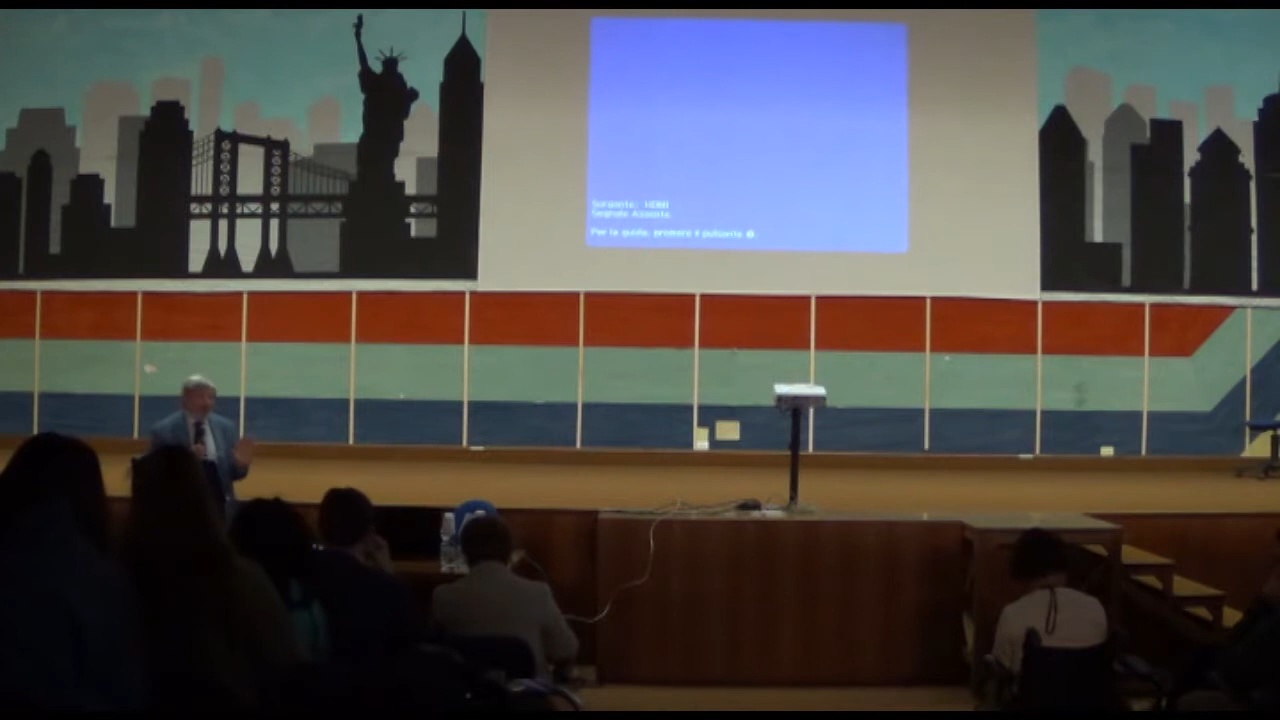 Sorgente: HDMI
Segnale Assente.
Per la guida, premere il pulsante